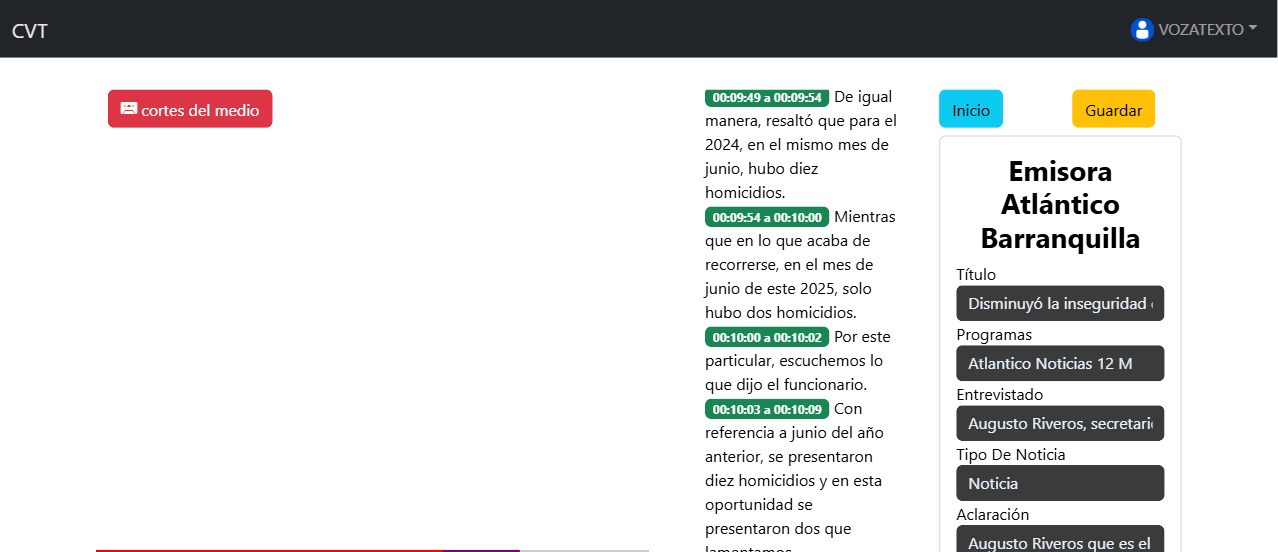 CVT
VOZATEXTO
cortes del medio
00:09:49 a 00:09:54 De igual
manera, resaltó que para el
2024, en el mismo mes de
junio, hubo diez
homicidios.
00:09:54 a 00:10:00 Mientras
que en lo que acaba de
recorrerse, en el mes de
junio de este 2025, solo
hubo dos homicidios.
00:10:00 a 00:10:02 Por este
particular, escuchemos lo
que dijo el funcionario.
00:10:03 a 00:10:09 Con
referencia a junio del año
anterior, se presentaron
diez homicidios y en esta
oportunidad se
presentaron dos que
lamentamos
Inicio
Guardar
Emisora
Atlántico
Barranquilla
Título
Disminuyó la inseguridad
Programas
Atlantico Noticias 12 M
Entrevistado
Augusto Riveros, secretari
Tipo De Noticia
Noticia
Aclaración
Augusto Riveros que es el